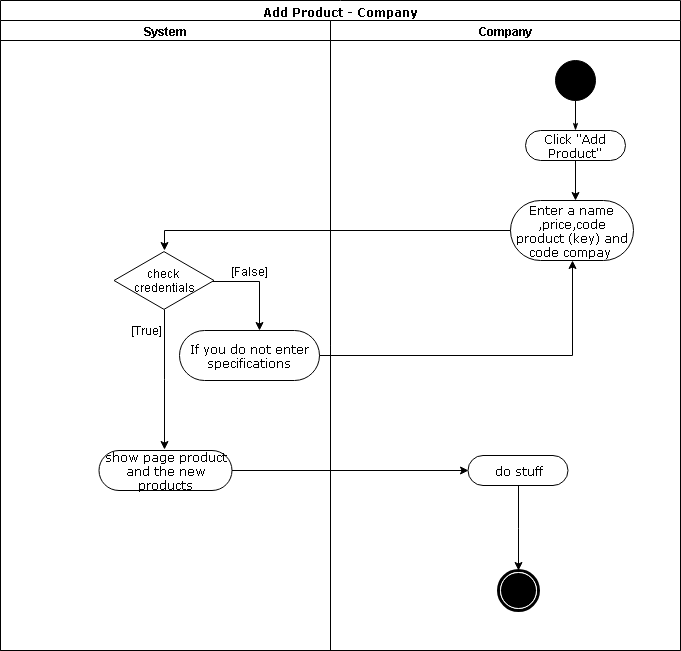 Add Product - Company
System
Company
Click "Add
Product"
Enter a name
,price,code
product (key) and
code compay
check
credentials
[False]
[True]
If you do not enter
specifications
show page product
and the new
products
do stuff